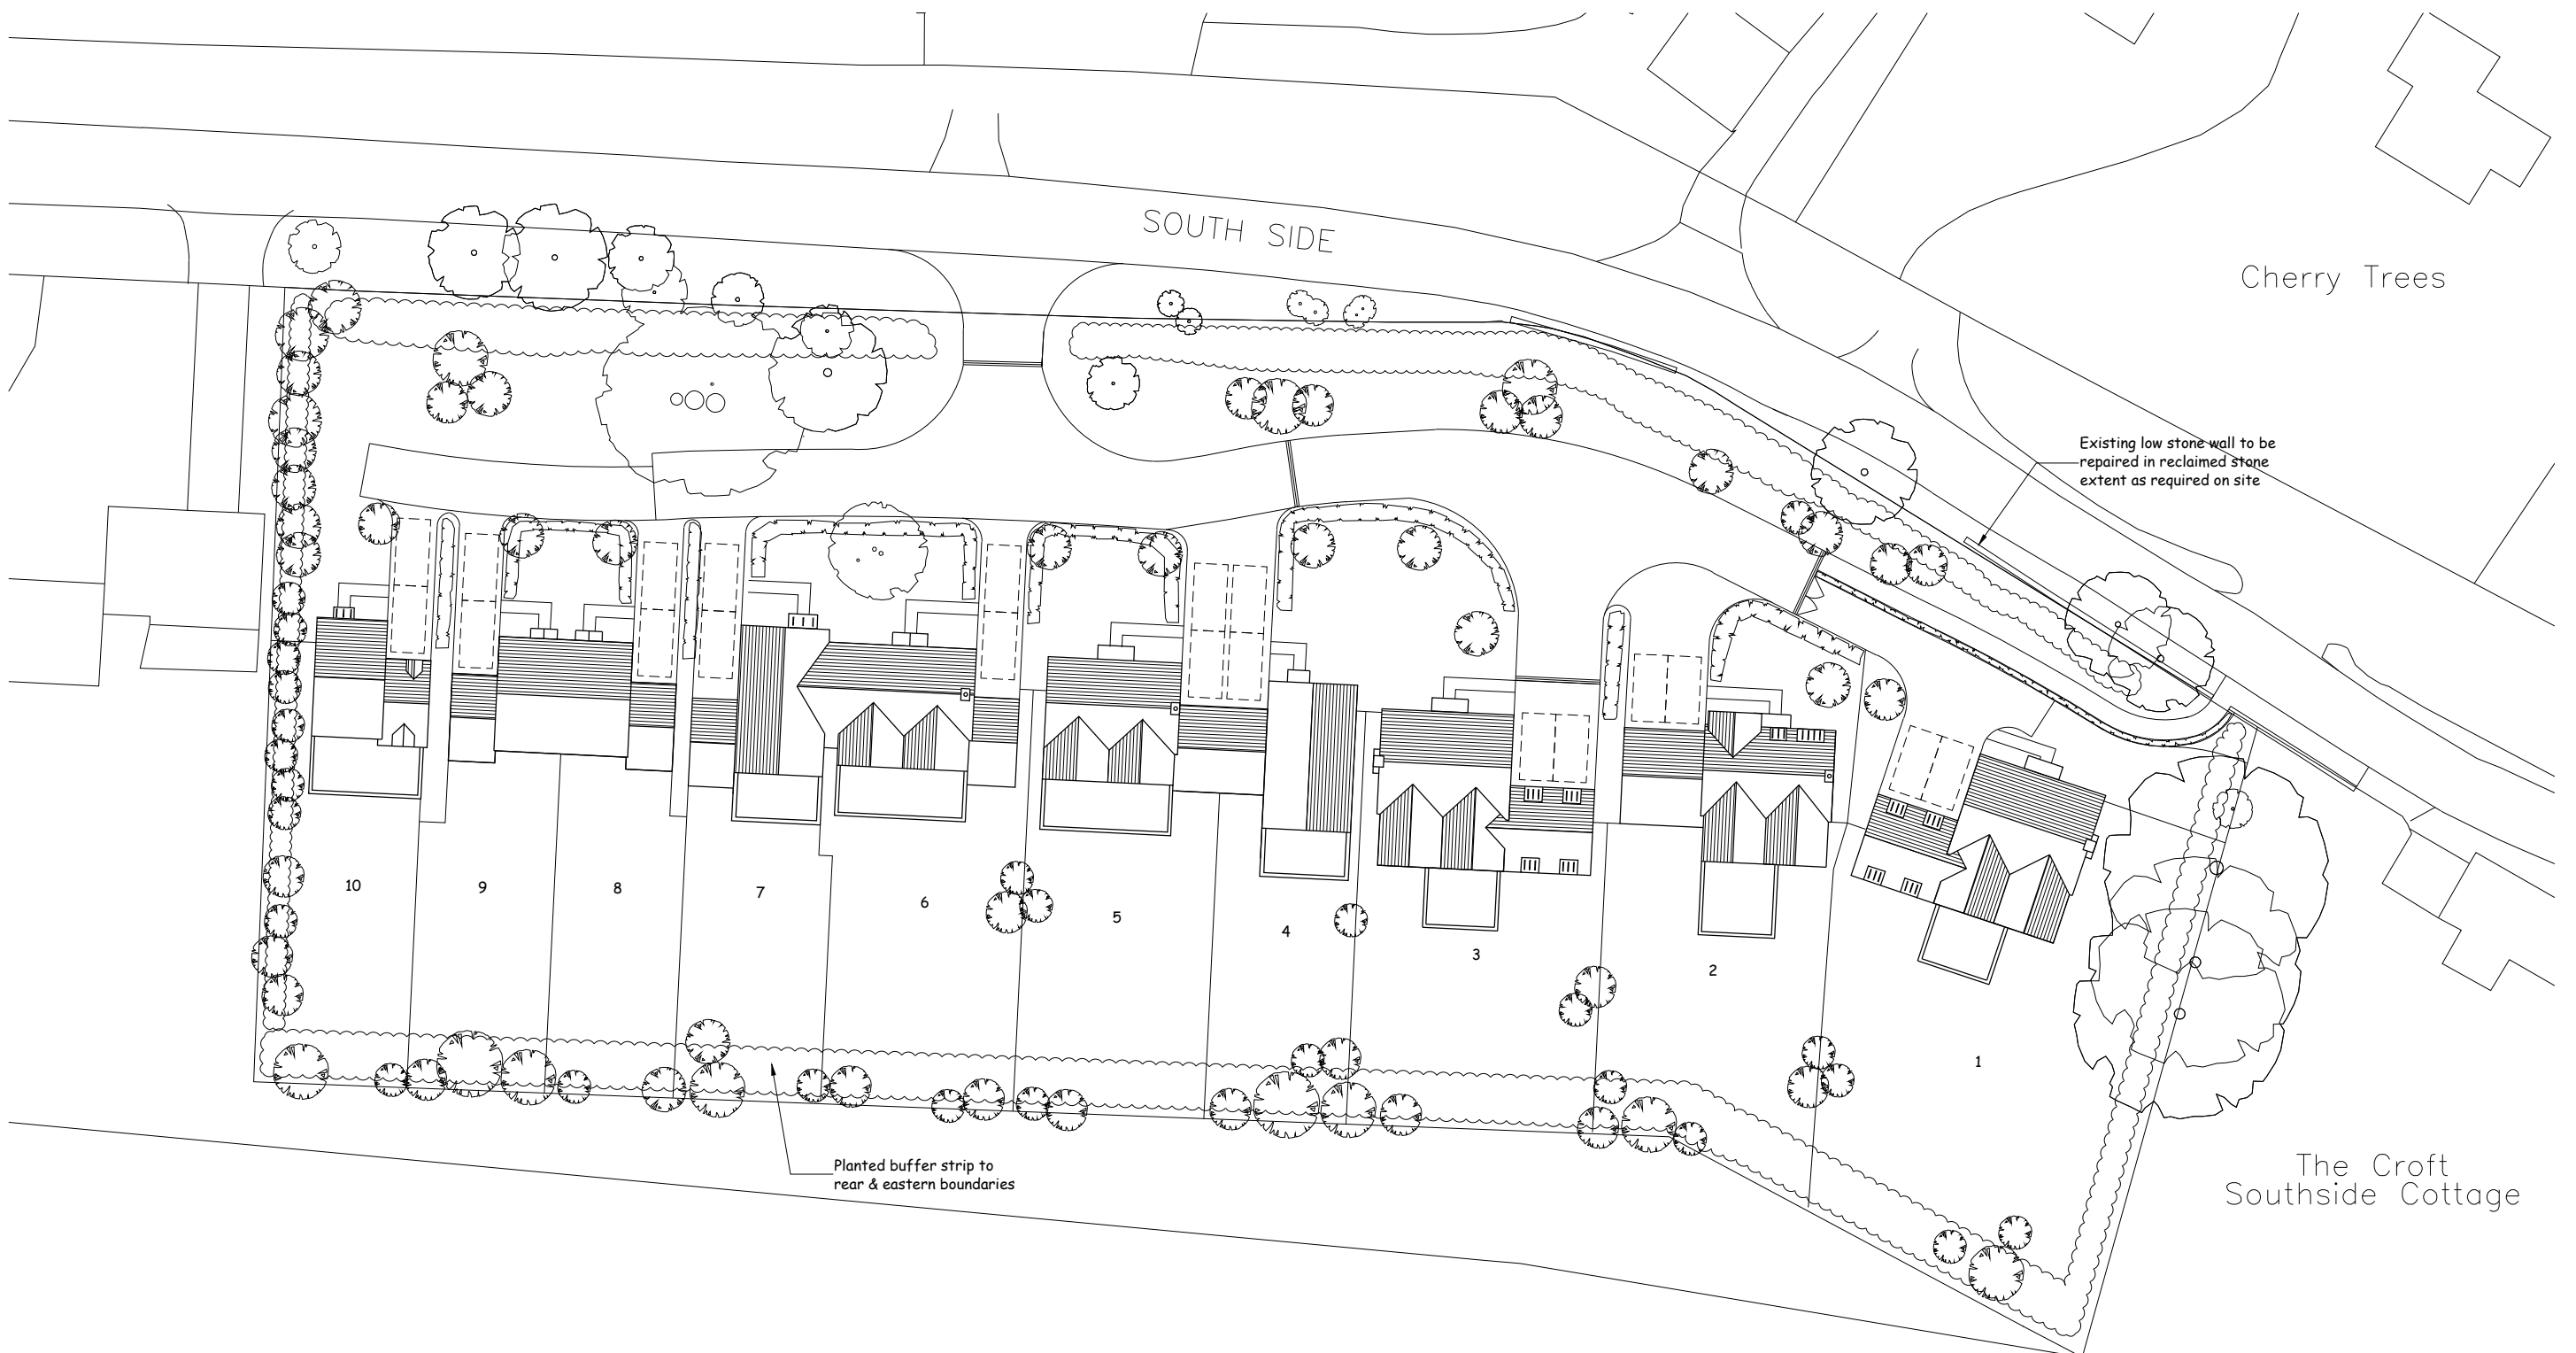 SOUTH SIDE
Cherry Trees
Existing low stone wall to be
repaired in reclaimed stone
extent as required on site
10
9
8
7
6
5
4
3
2
1
Planted buffer strip to
rear & eastern boundaries
The Croft
Southside Cottage